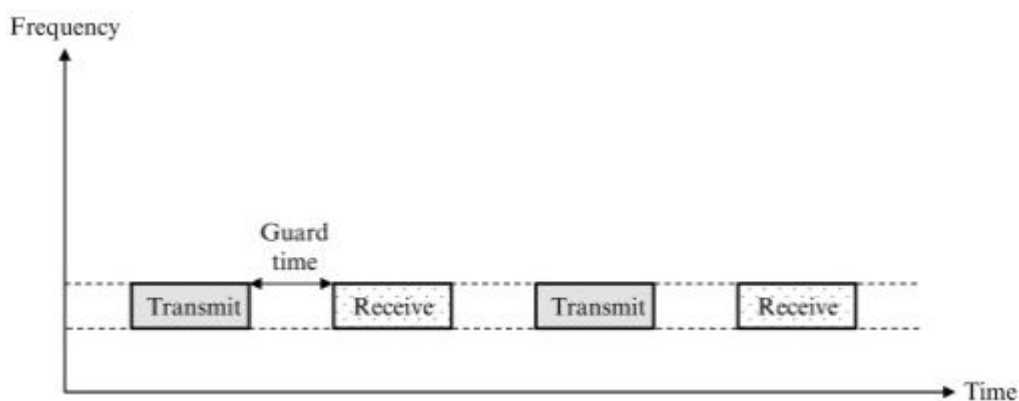 Frequency
Guard
time
Transmit
Receive
Transmit
Receive
Time